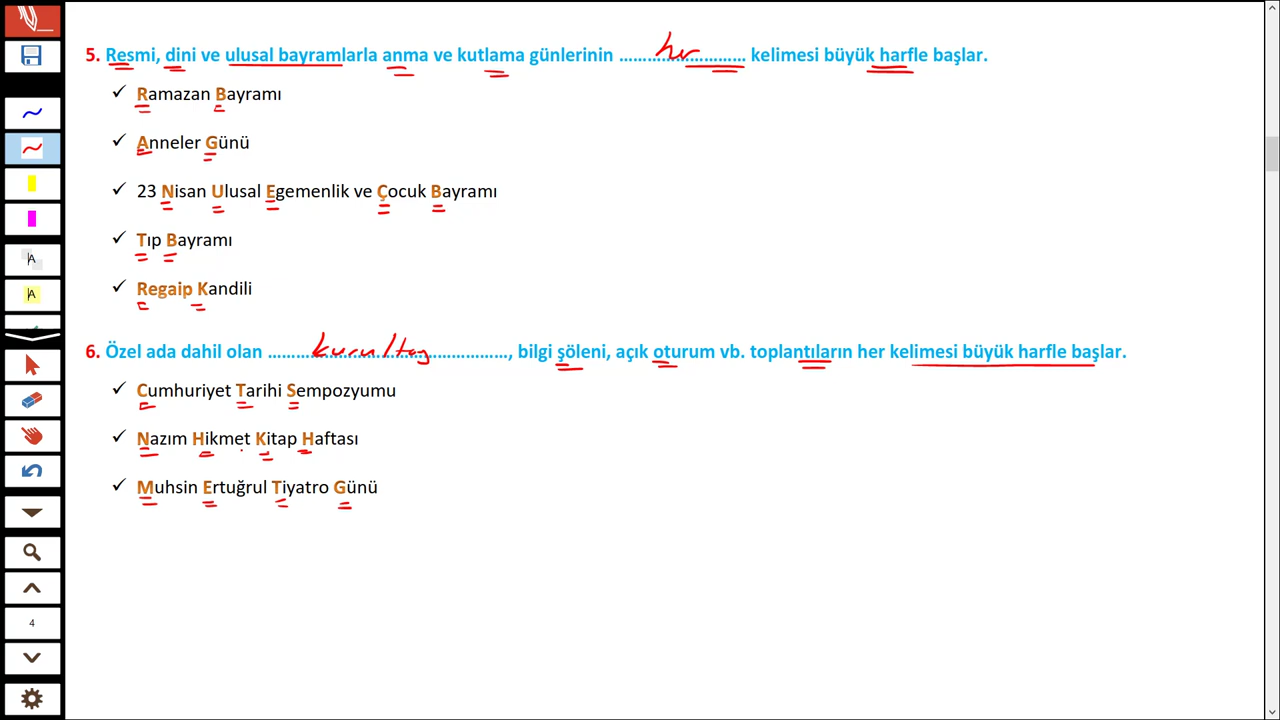 5. Resmi, dini ve ulusal bayramlarla anma ve kutlama günlerinin ......her...... kelimesi büyük harfle başlar.
✓ Ramazan Bayramı
✓ Anneler Günü
✓ 23 Nisan Ulusal Egemenlik ve Çocuk Bayramı
✓ Tıp Bayramı
✓ Regaip Kandili
6. Özel ada dahil olan ......kurultay......, bilgi şöleni, açık oturum vb. toplantıların her kelimesi büyük harfle başlar.
✓ Cumhuriyet Tarihi Sempozyumu
✓ Nazım Hikmet Kitap Haftası
✓ Muhsin Ertuğrul Tiyatro Günü
A
A
4